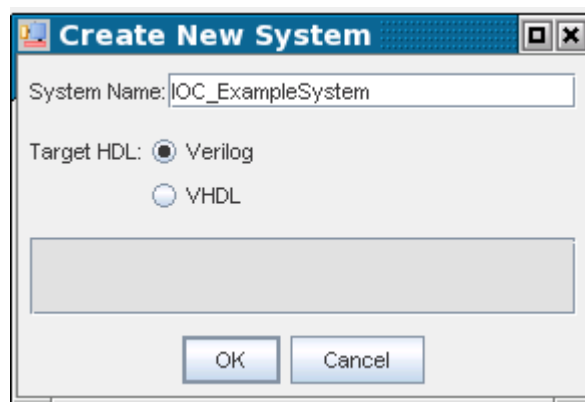 Create New System
System Name: IOC_ExampleSystem
Target HDL: Verilog
VHDL
OK Cancel